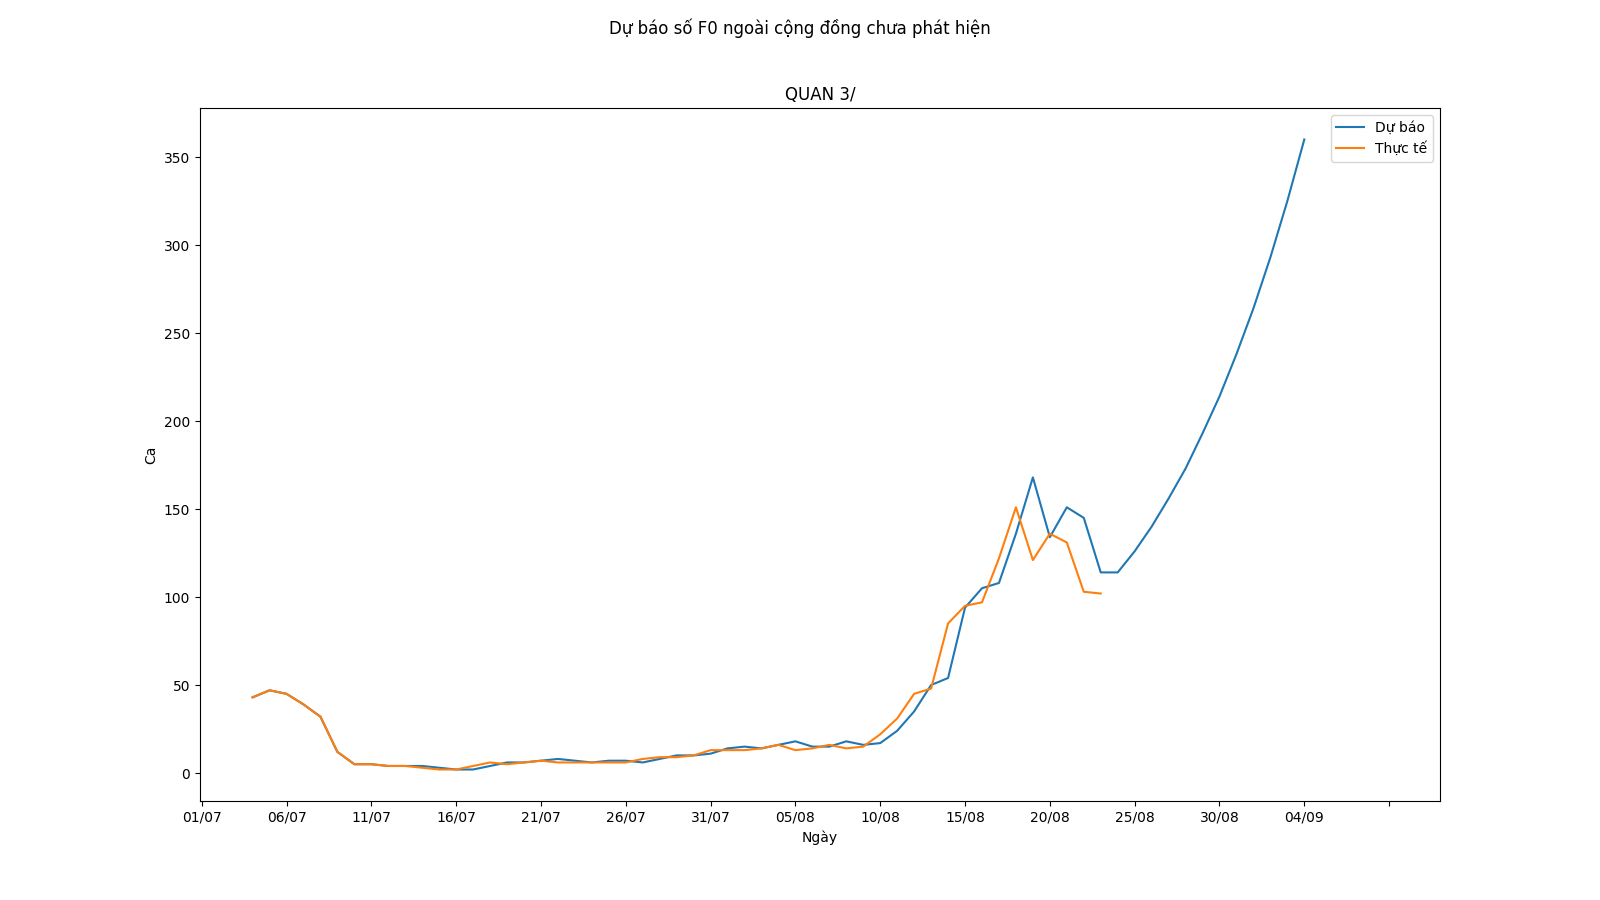 Dự báo số F0 ngoài cộng đồng chưa phát hiện
QUAN 3/
Dự báo
Thực tế
350
300
250
200
150
100
50
0
Ca
01/07 06/07 11/07 16/07 21/07 26/07 31/07 05/08 10/08 15/08 20/08 25/08 30/08 04/09
Ngày